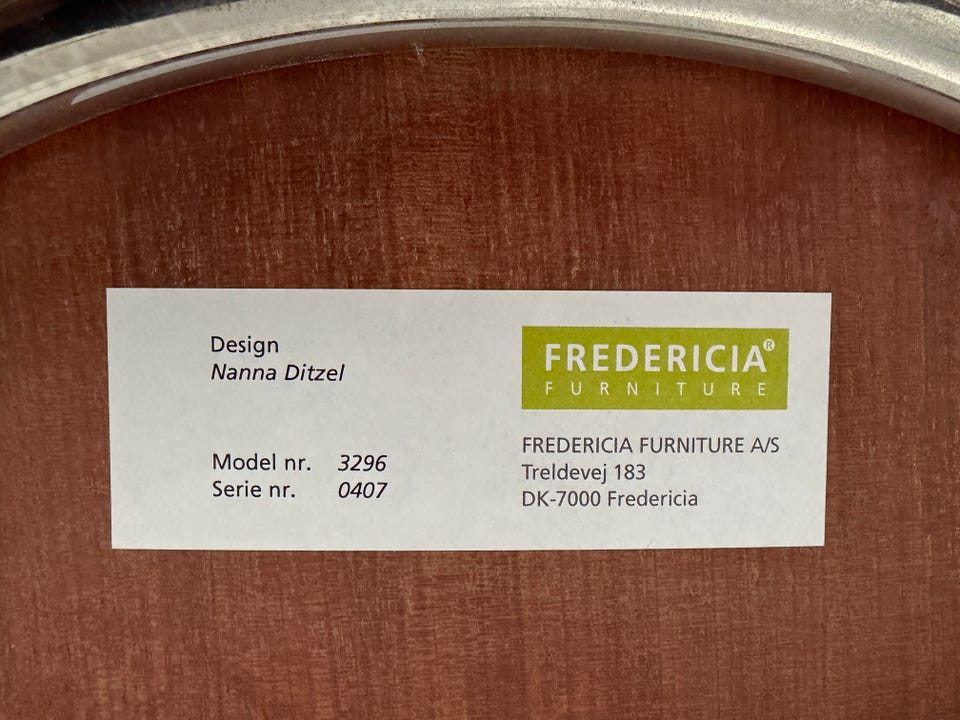 Design
Nanna Ditzel
Model nr. 3296
Serie nr. 0407
FREDERICIA®
FURNITURE
FREDERICIA FURNITURE A/S
Treldevej 183
DK-7000 Fredericia